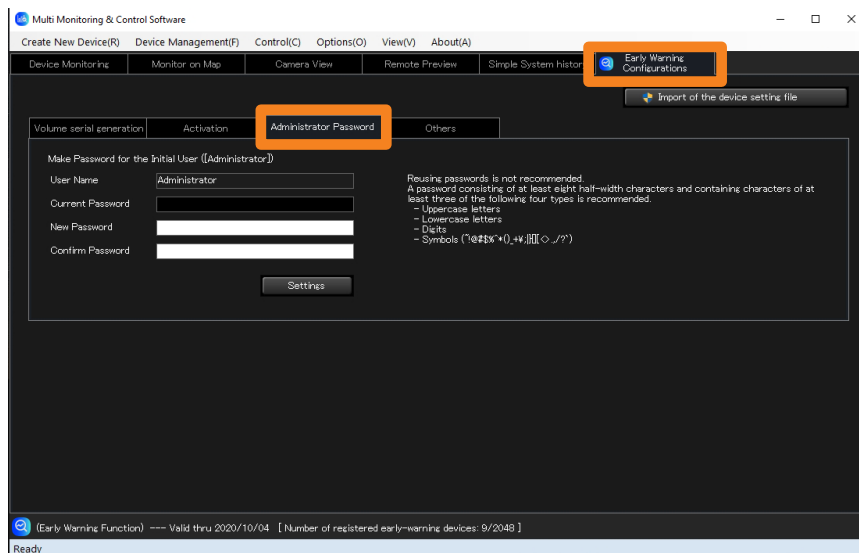 Multi Monitoring & Control Software
Create New Device(R) Device Management(F) Control(C) Options(O) View(V) About(A)
Device Monitoring Monitor on Map Camera View Remote Preview Simple System histor Early Warning Configurations
Import of the device setting file
Volume serial generation Activation Administrator Password Others
Make Password for the Initial User ([Administrator])
User Name Administrator
Current Password
New Password
Confirm Password
Settings
Reusing passwords is not recommended.
A password consisting of at least eight half-width characters and containing characters of at
least three of the following four types is recommended.
- Uppercase letters
- Lowercase letters
- Digits
- Symbols
(Early Warning Function) --- Valid thru 2020/10/04 [ Number of registered early-warning devices: 9/2048 ]
Ready